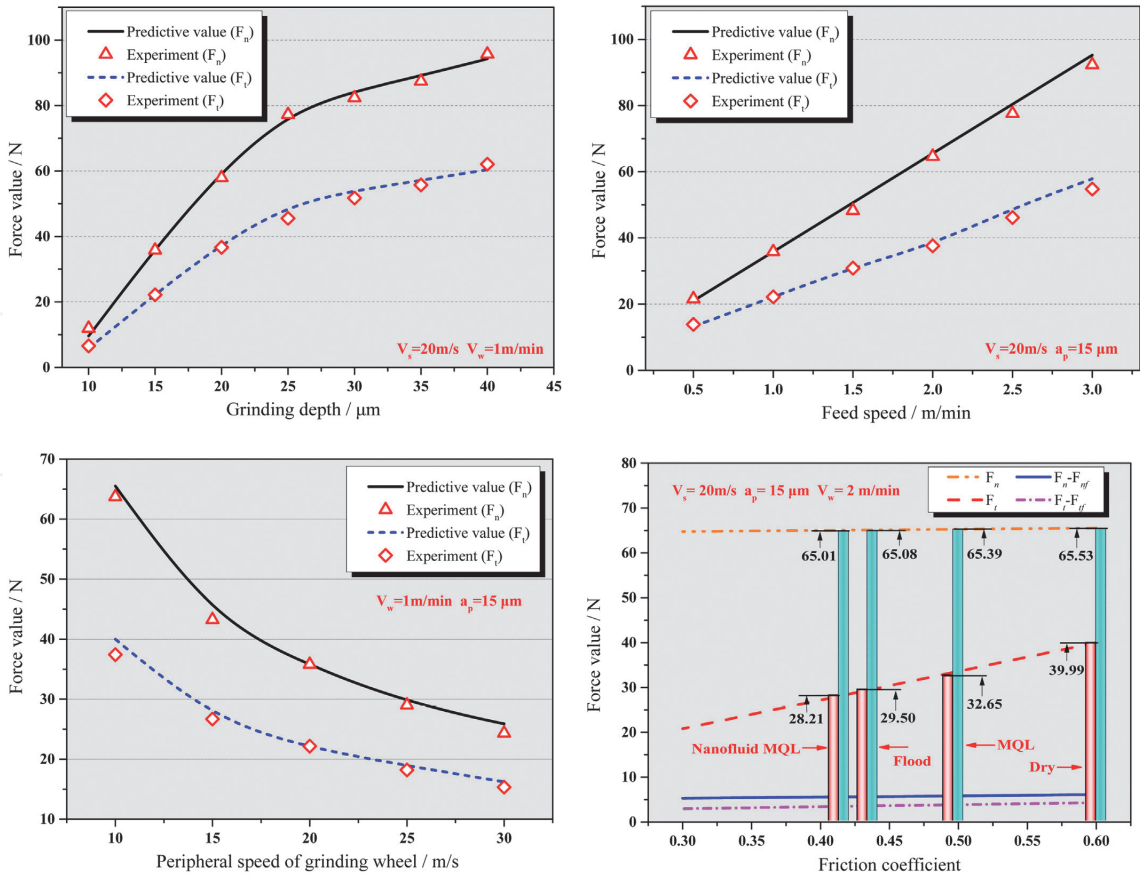 Predictive value (Fn)
Experiment (Fn)
Predictive value (Ft)
Experiment (Ft)
Force value / N
100
80
60
40
20
0
Vs=20m/s Vw=1m/min
10 15 20 25 30 35 40 45
Grinding depth / μm
Predictive value (Fn)
Experiment (Fn)
Predictive value (Ft)
Experiment (Ft)
Force value / N
100
80
60
40
20
0
Vs=20m/s ap=15 μm
0.5 1.0 1.5 2.0 2.5 3.0
Feed speed / m/min
Predictive value (Fn)
Experiment (Fn)
Predictive value (Ft)
Experiment (Ft)
Vw=1m/min ap=15 μm
Force value / N
70
60
50
40
30
20
10
10 15 20 25 30
Peripheral speed of grinding wheel / m/s
Vs= 20m/s ap= 15 μm Vw= 2 m/min
Fn Fn-Fnf
Ft Ft-Ftf
Force value / N
80
70
60
50
40
30
20
10
0
65.01 65.08 65.39 65.53
28.21 29.50 32.65 39.99
Nanofluid MQL
Flood
MQL
Dry
0.30 0.35 0.40 0.45 0.50 0.55 0.60
Friction coefficient